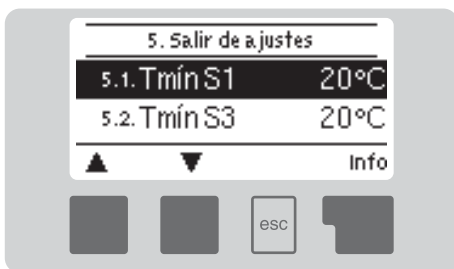 5. Salir de ajustes
5.1. Tmín S1 20°C
5.2. Tmín S3 20°C
▲ ▼ Info
esc